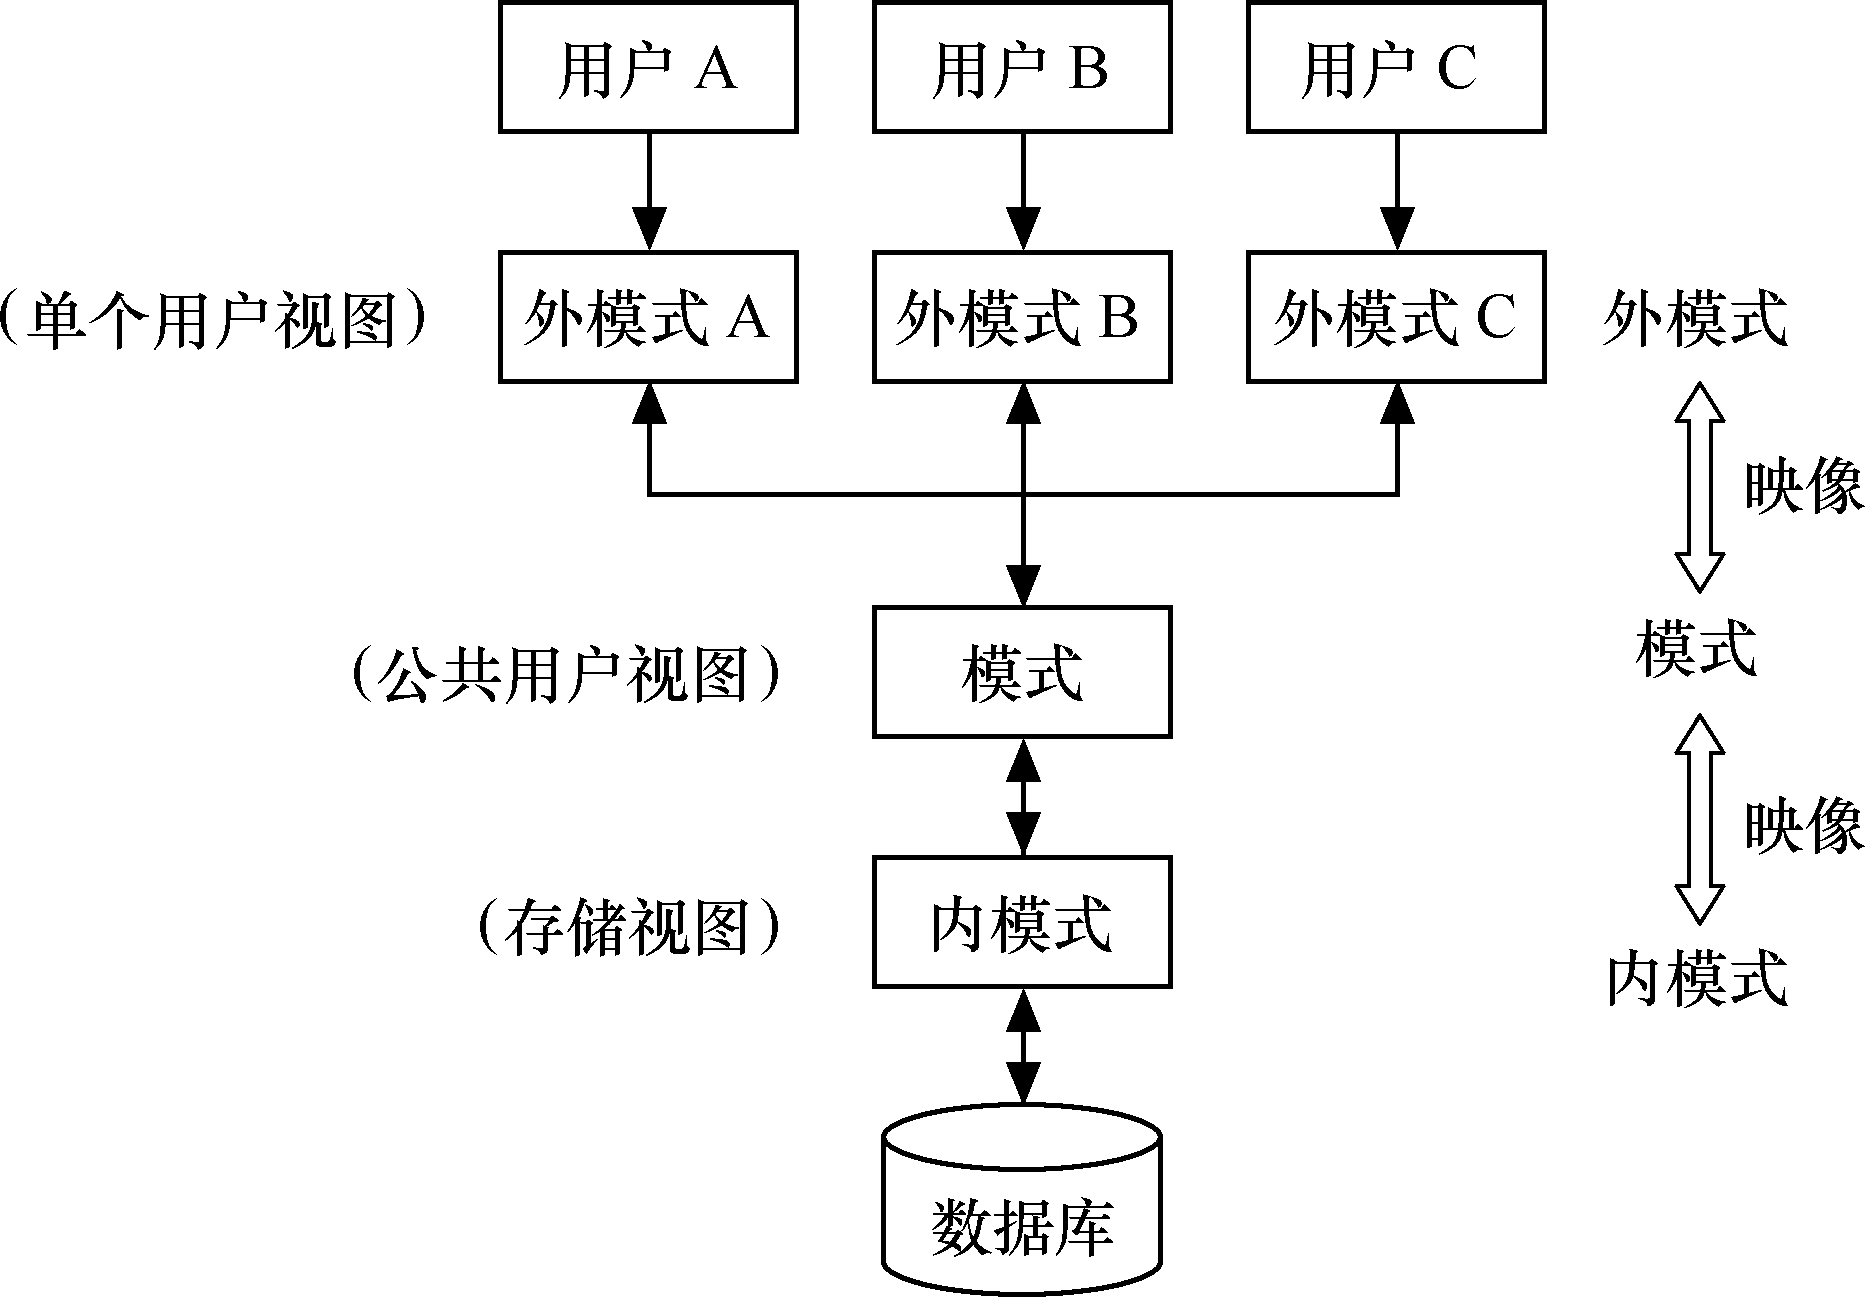 用户 A
用户 B
用户 C
（单个用户视图）
外模式 A
外模式 B
外模式 C
外模式
映像
（公共用户视图）
模式
模式
映像
（存储视图）
内模式
内模式
数据库